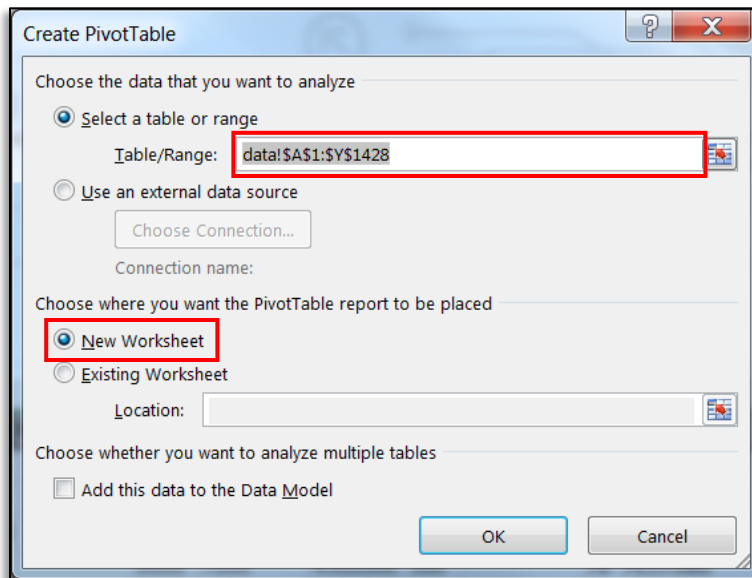 Create PivotTable
Choose the data that you want to analyze
Select a table or range
Table/Range: data!$A$1:$Y$1428
Use an external data source
Choose Connection...
Connection name:
Choose where you want the PivotTable report to be placed
New Worksheet
Existing Worksheet
Location:
Choose whether you want to analyze multiple tables
Add this data to the Data Model
OK Cancel